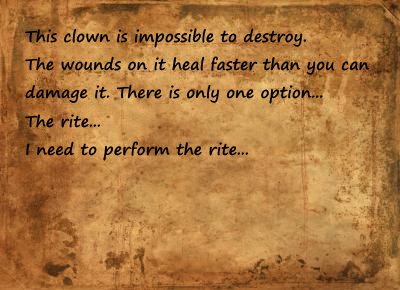 This clown is impossible to destroy.
The wounds on it heal faster than you can
damage it. There is only one option...
The rite...
I need to perform the rite...